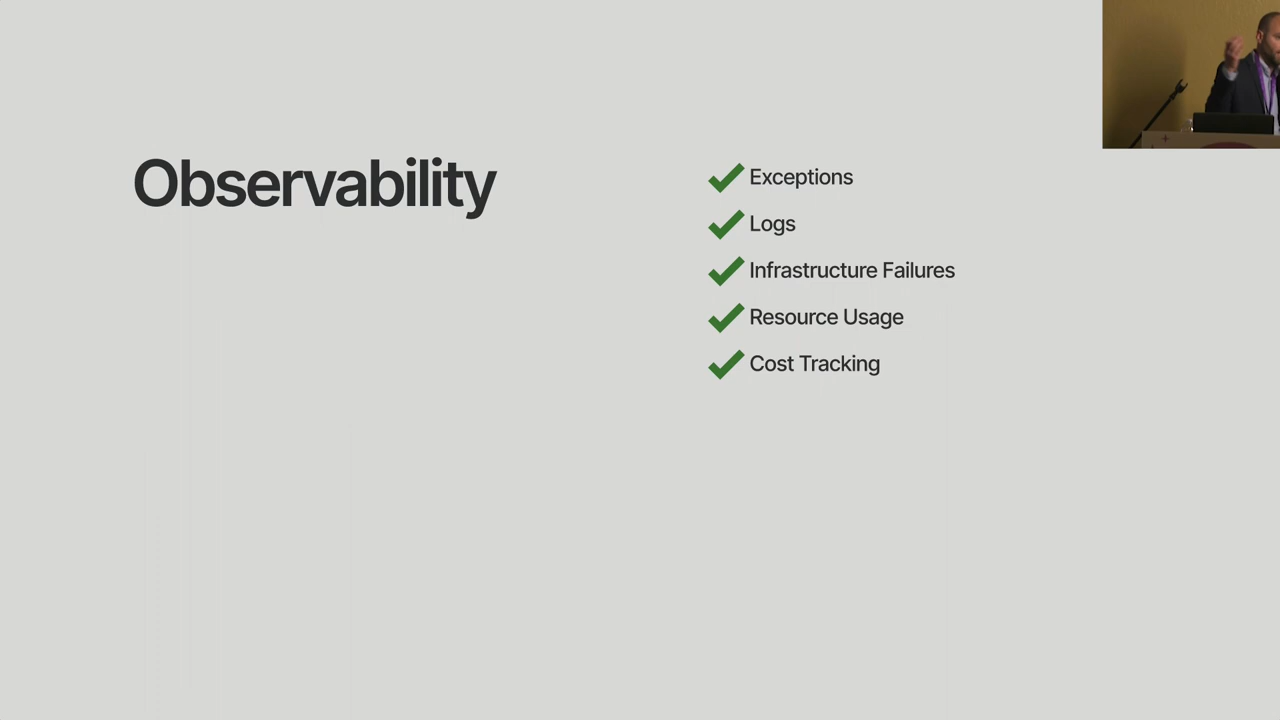 Observability
Exceptions
Logs
Infrastructure Failures
Resource Usage
Cost Tracking